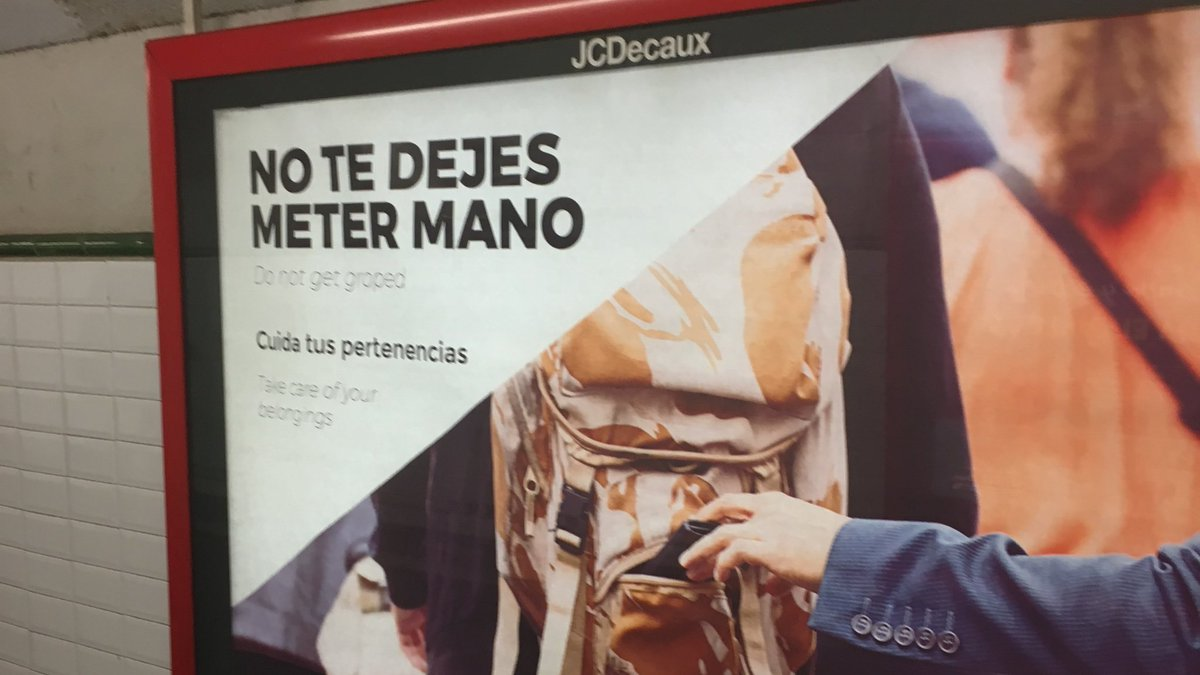 JCDecaux
NO TE DEJES
METER MANO
Do not get groped
Cuida tus pertenencias
Take care of your
belongings